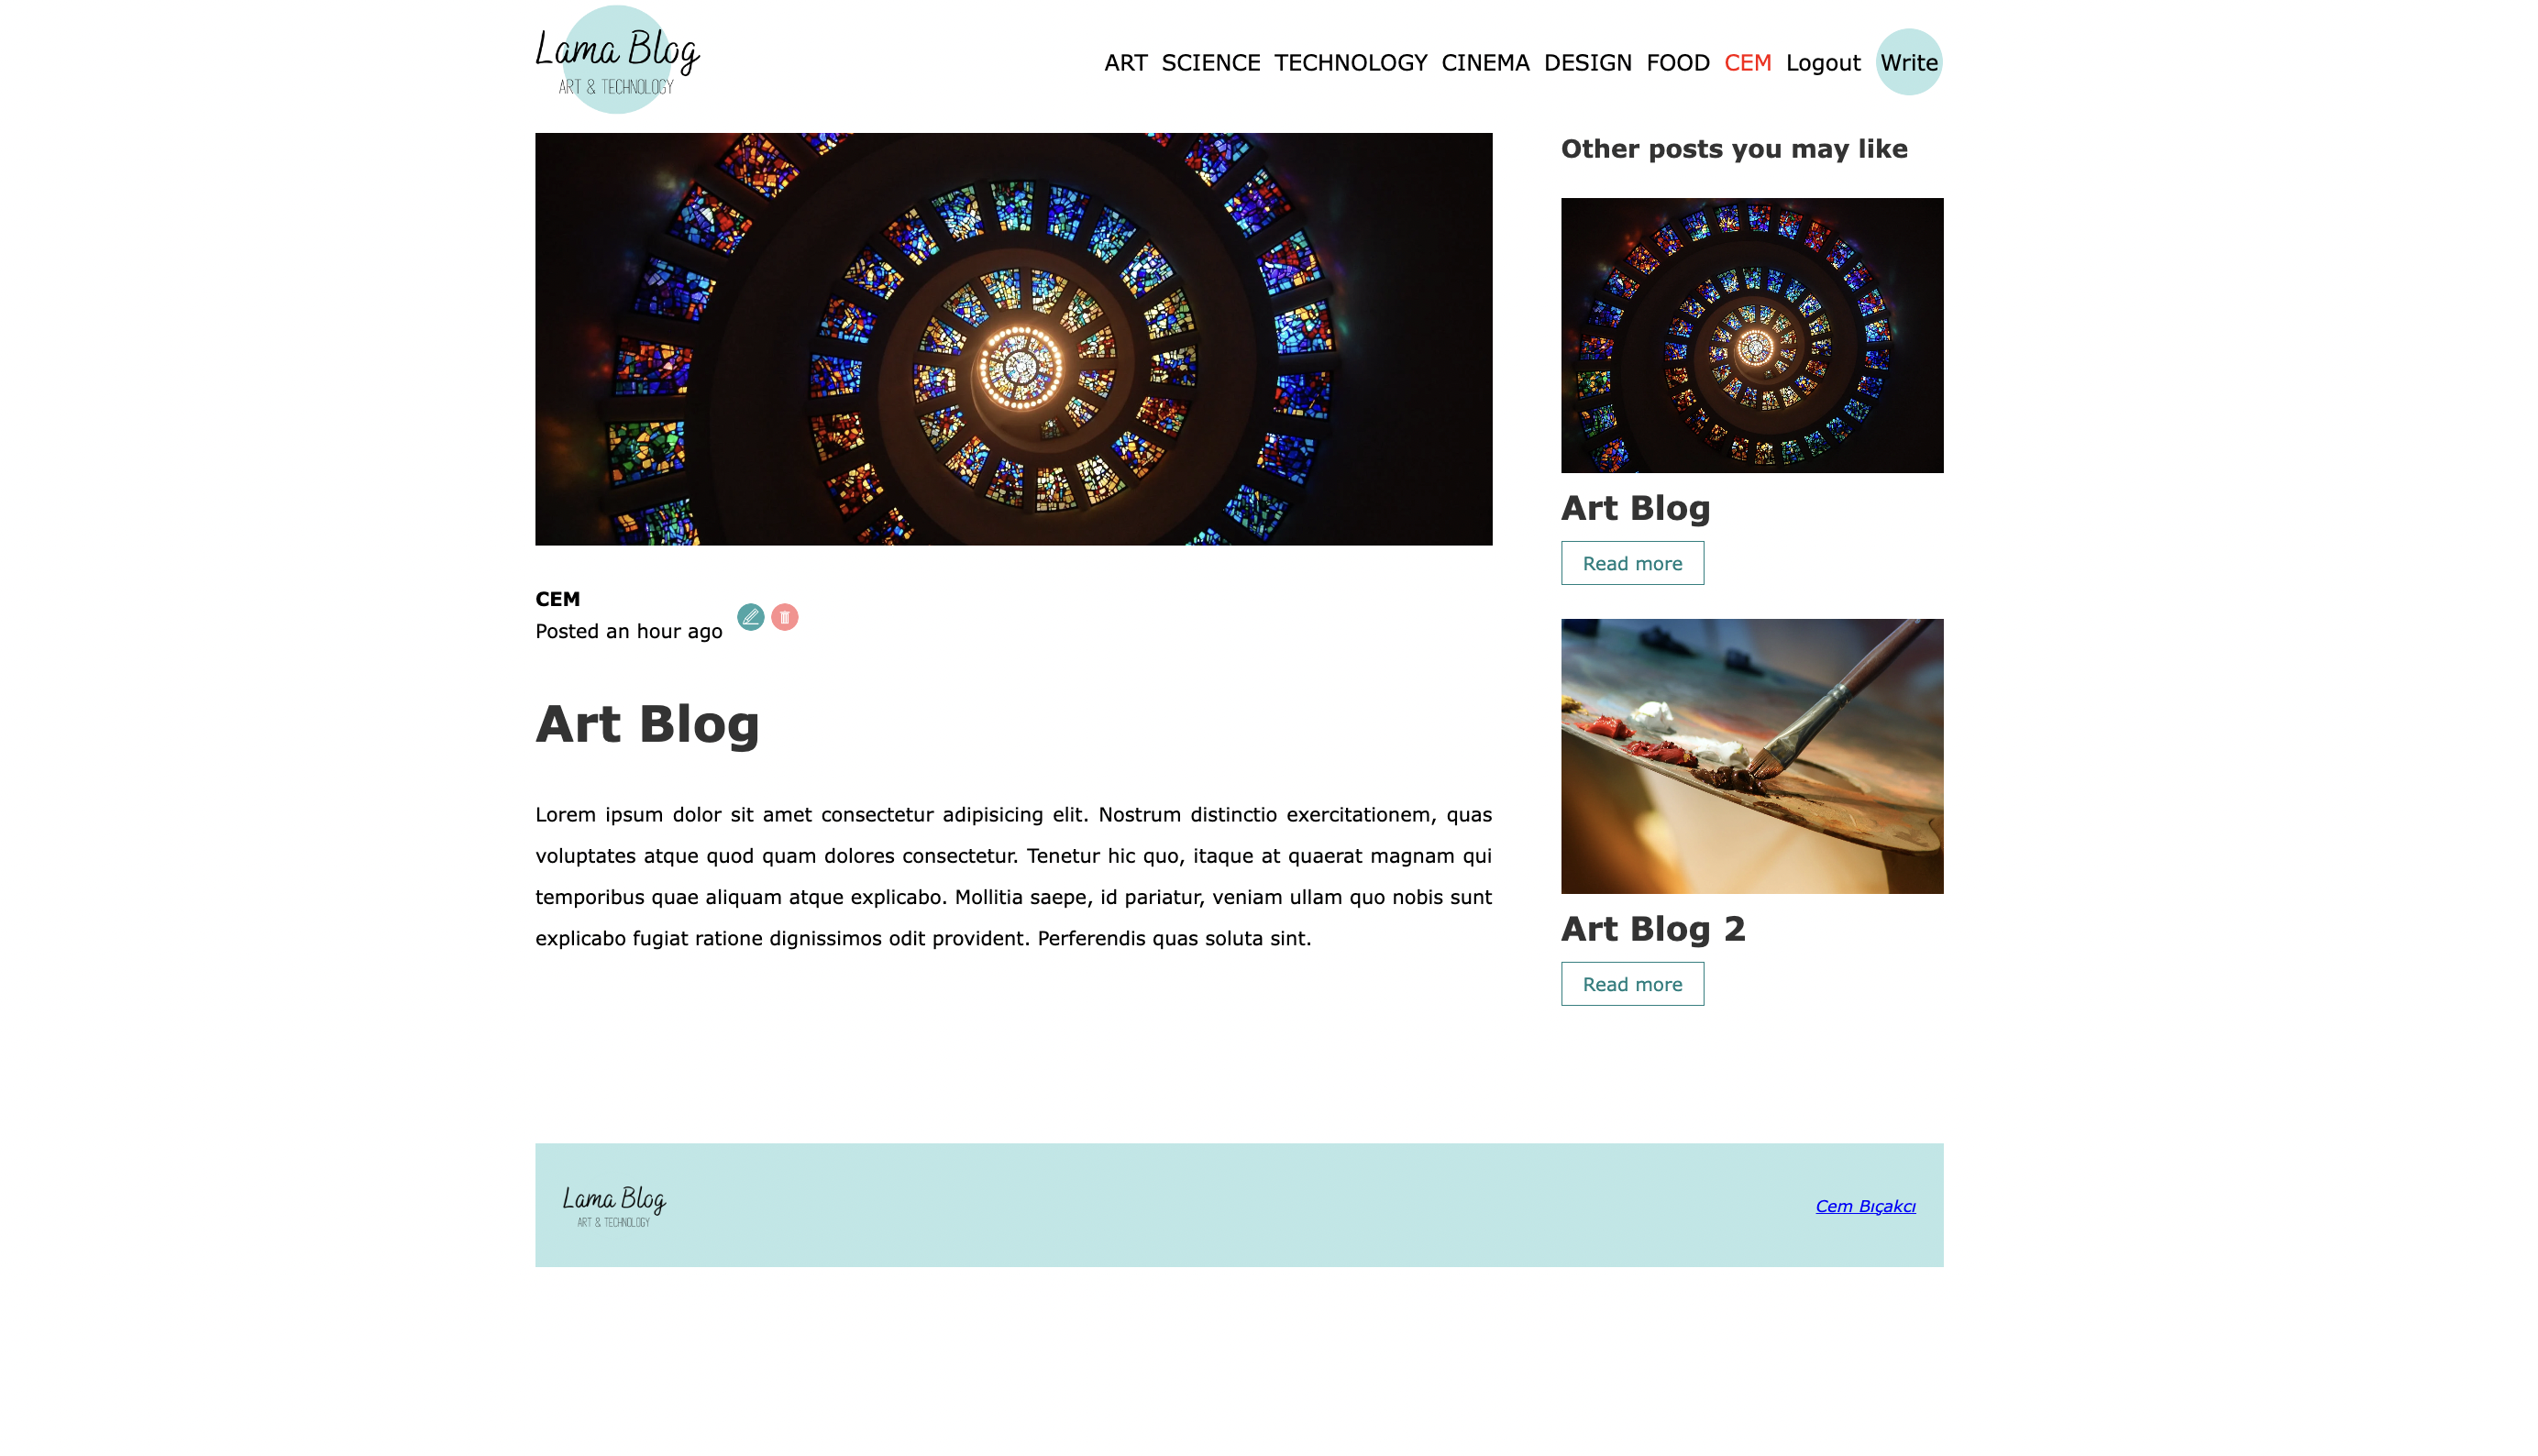 Lama Blog
ART & TECHNOLOGY
ART SCIENCE TECHNOLOGY CINEMA DESIGN FOOD CEM Logout Write
CEM
Posted an hour ago
Art Blog
Lorem ipsum dolor sit amet consectetur adipisicing elit. Nostrum distinctio exercitationem, quas
voluptates atque quod quam dolores consectetur. Tenetur hic quo, itaque at quaerat magnam qui
temporibus quae aliquam atque explicabo. Mollitia saepe, id pariatur, veniam ullam quo nobis sunt
explicabo fugiat ratione dignissimos odit provident. Perferendis quas soluta sint.
Other posts you may like
Art Blog
Read more
Art Blog 2
Read more
Lama Blog
ART & TECHNOLOGY
Cem Bıçakcı